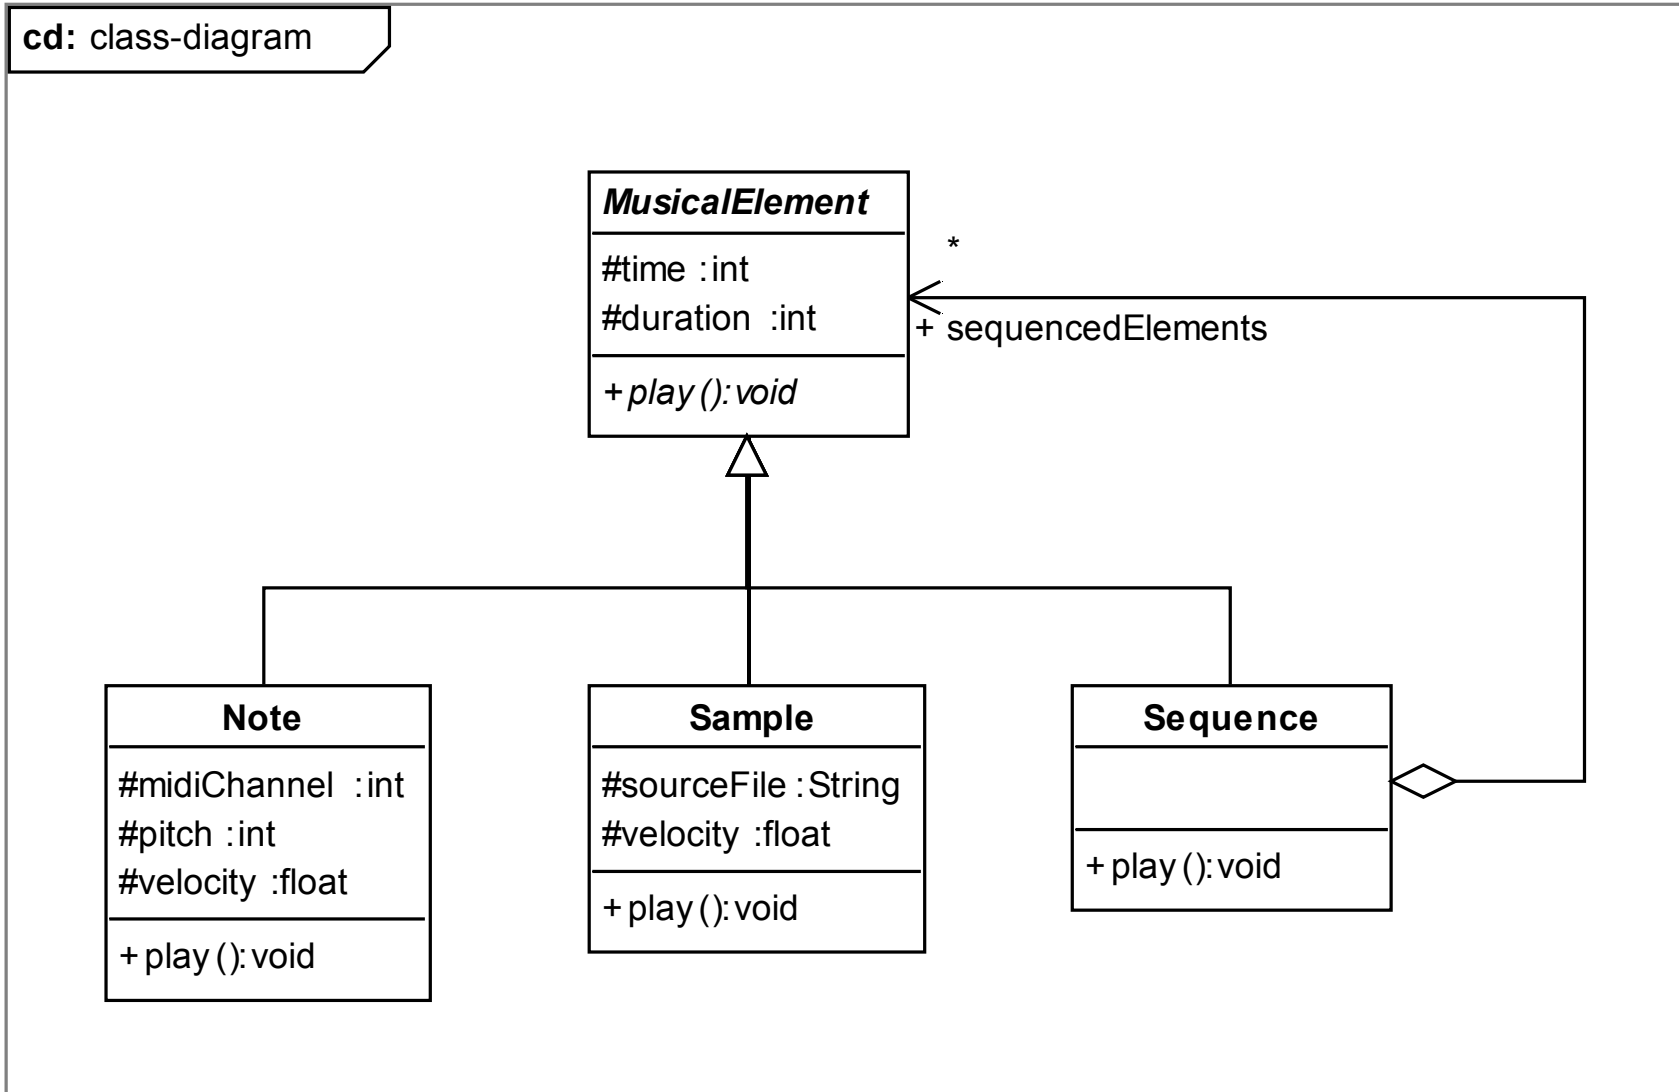 cd: class-diagram
MusicalElement
#time : int
#duration : int
+ play (): void
*
+ sequencedElements
Note
#midiChannel : int
#pitch : int
#velocity : float
+ play (): void
Sample
#sourceFile : String
#velocity : float
+ play (): void
Sequence
+ play (): void